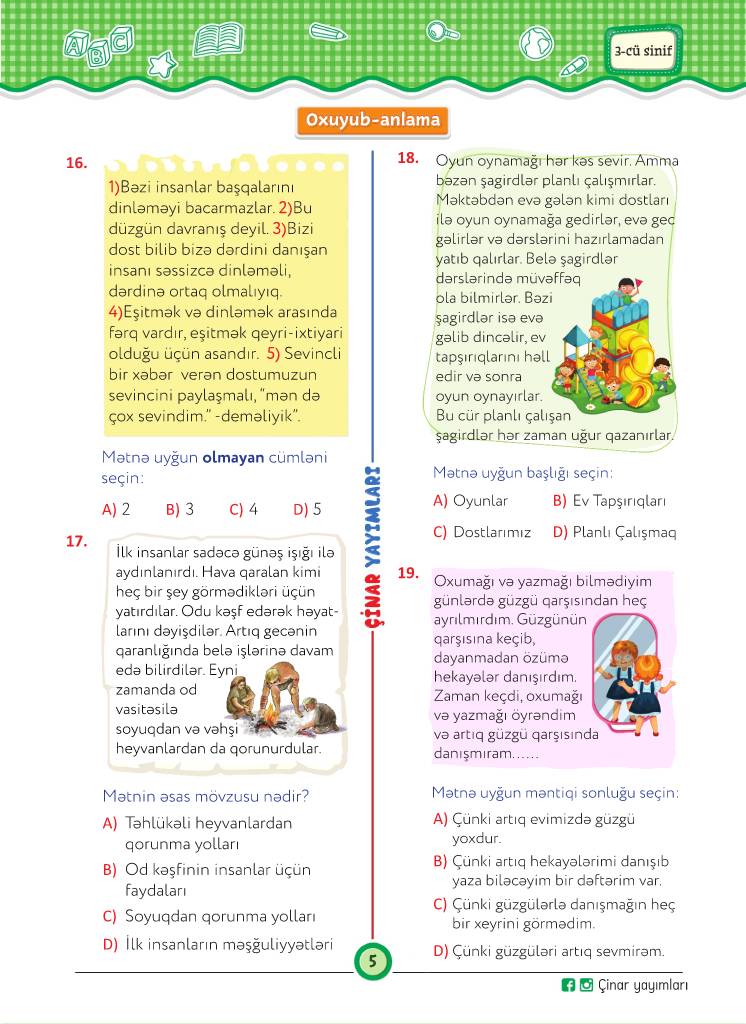 A B C
3-cü sinif
Oxuyub-anlama
16.
1)Bəzi insanlar başqalarını
dinləməyi bacarmazlar. 2)Bu
düzgün davranış deyil. 3)Bizi
dost bilib bizə dərdini danışan
insanı səssizcə dinləməli,
dərdinə ortaq olmalıyıq.
4)Eşitmək və dinləmək arasında
fərq vardır, eşitmək qeyri-ixtiyari
olduğu üçün asandır. 5) Sevincli
bir xəbər verən dostumuzun
sevincini paylaşmalı, “mən də
çox sevindim.” -deməliyik”.
Mətnə uyğun olmayan cümləni
seçin:
A) 2 B) 3 C) 4 D) 5
17.
İlk insanlar sadəcə günəş işığı ilə
aydınlanırdı. Hava qaralan kimi
heç bir şey görmədikləri üçün
yatırdılar. Odu kəşf edərək həyat-
larını dəyişdilər. Artıq gecənin
qaranlığında belə işlərinə davam
edə bilirdilər. Eyni
zamanda od
vasitəsilə
soyuqdan və vəhşi
heyvanlardan da qorunurdular.
Mətnin əsas mövzusu nədir?
A) Təhlükəli heyvanlardan
qorunma yolları
B) Od kəşfinin insanlar üçün
faydaları
C) Soyuqdan qorunma yolları
D) İlk insanların məşğuliyyətləri
ÇİNAR YAYIMLARI
18.
Oyun oynamağı hər kəs sevir. Amma
bəzən şagirdlər planlı çalışmırlar.
Məktəbdən evə gələn kimi dostları
ilə oyun oynamağa gedirlər, evə gec
gəlirlər və dərslərini hazırlamadan
yatıb qalırlar. Belə şagirdlər
dərslərində müvəffəq
ola bilmirlər. Bəzi
şagirdlər isə evə
gəlib dincəlir, ev
tapşırıqlarını həll
edir və sonra
oyun oynayırlar.
Bu cür planlı çalışan
şagirdlər hər zaman uğur qazanırlar.
Mətnə uyğun başlığı seçin:
A) Oyunlar B) Ev Tapşırıqları
C) Dostlarımız D) Planlı Çalışmaq
19.
Oxumağı və yazmağı bilmədiyim
günlərdə güzgü qarşısından heç
ayrılmırdım. Güzgünün
qarşısına keçib,
dayanmadan özümə
hekayələr danışırdım.
Zaman keçdi, oxumağı
və yazmağı öyrəndim
və artıq güzgü qarşısında
danışmıram......
Mətnə uyğun məntiqi sonluğu seçin:
A) Çünki artıq evimizdə güzgü
yoxdur.
B) Çünki artıq hekayələrimi danışıb
yaza biləcəyim bir dəftərim var.
C) Çünki güzgülərlə danışmağın heç
bir xeyrini görmədim.
D) Çünki güzgüləri artıq sevmirəm.
5
Çinar yayımları